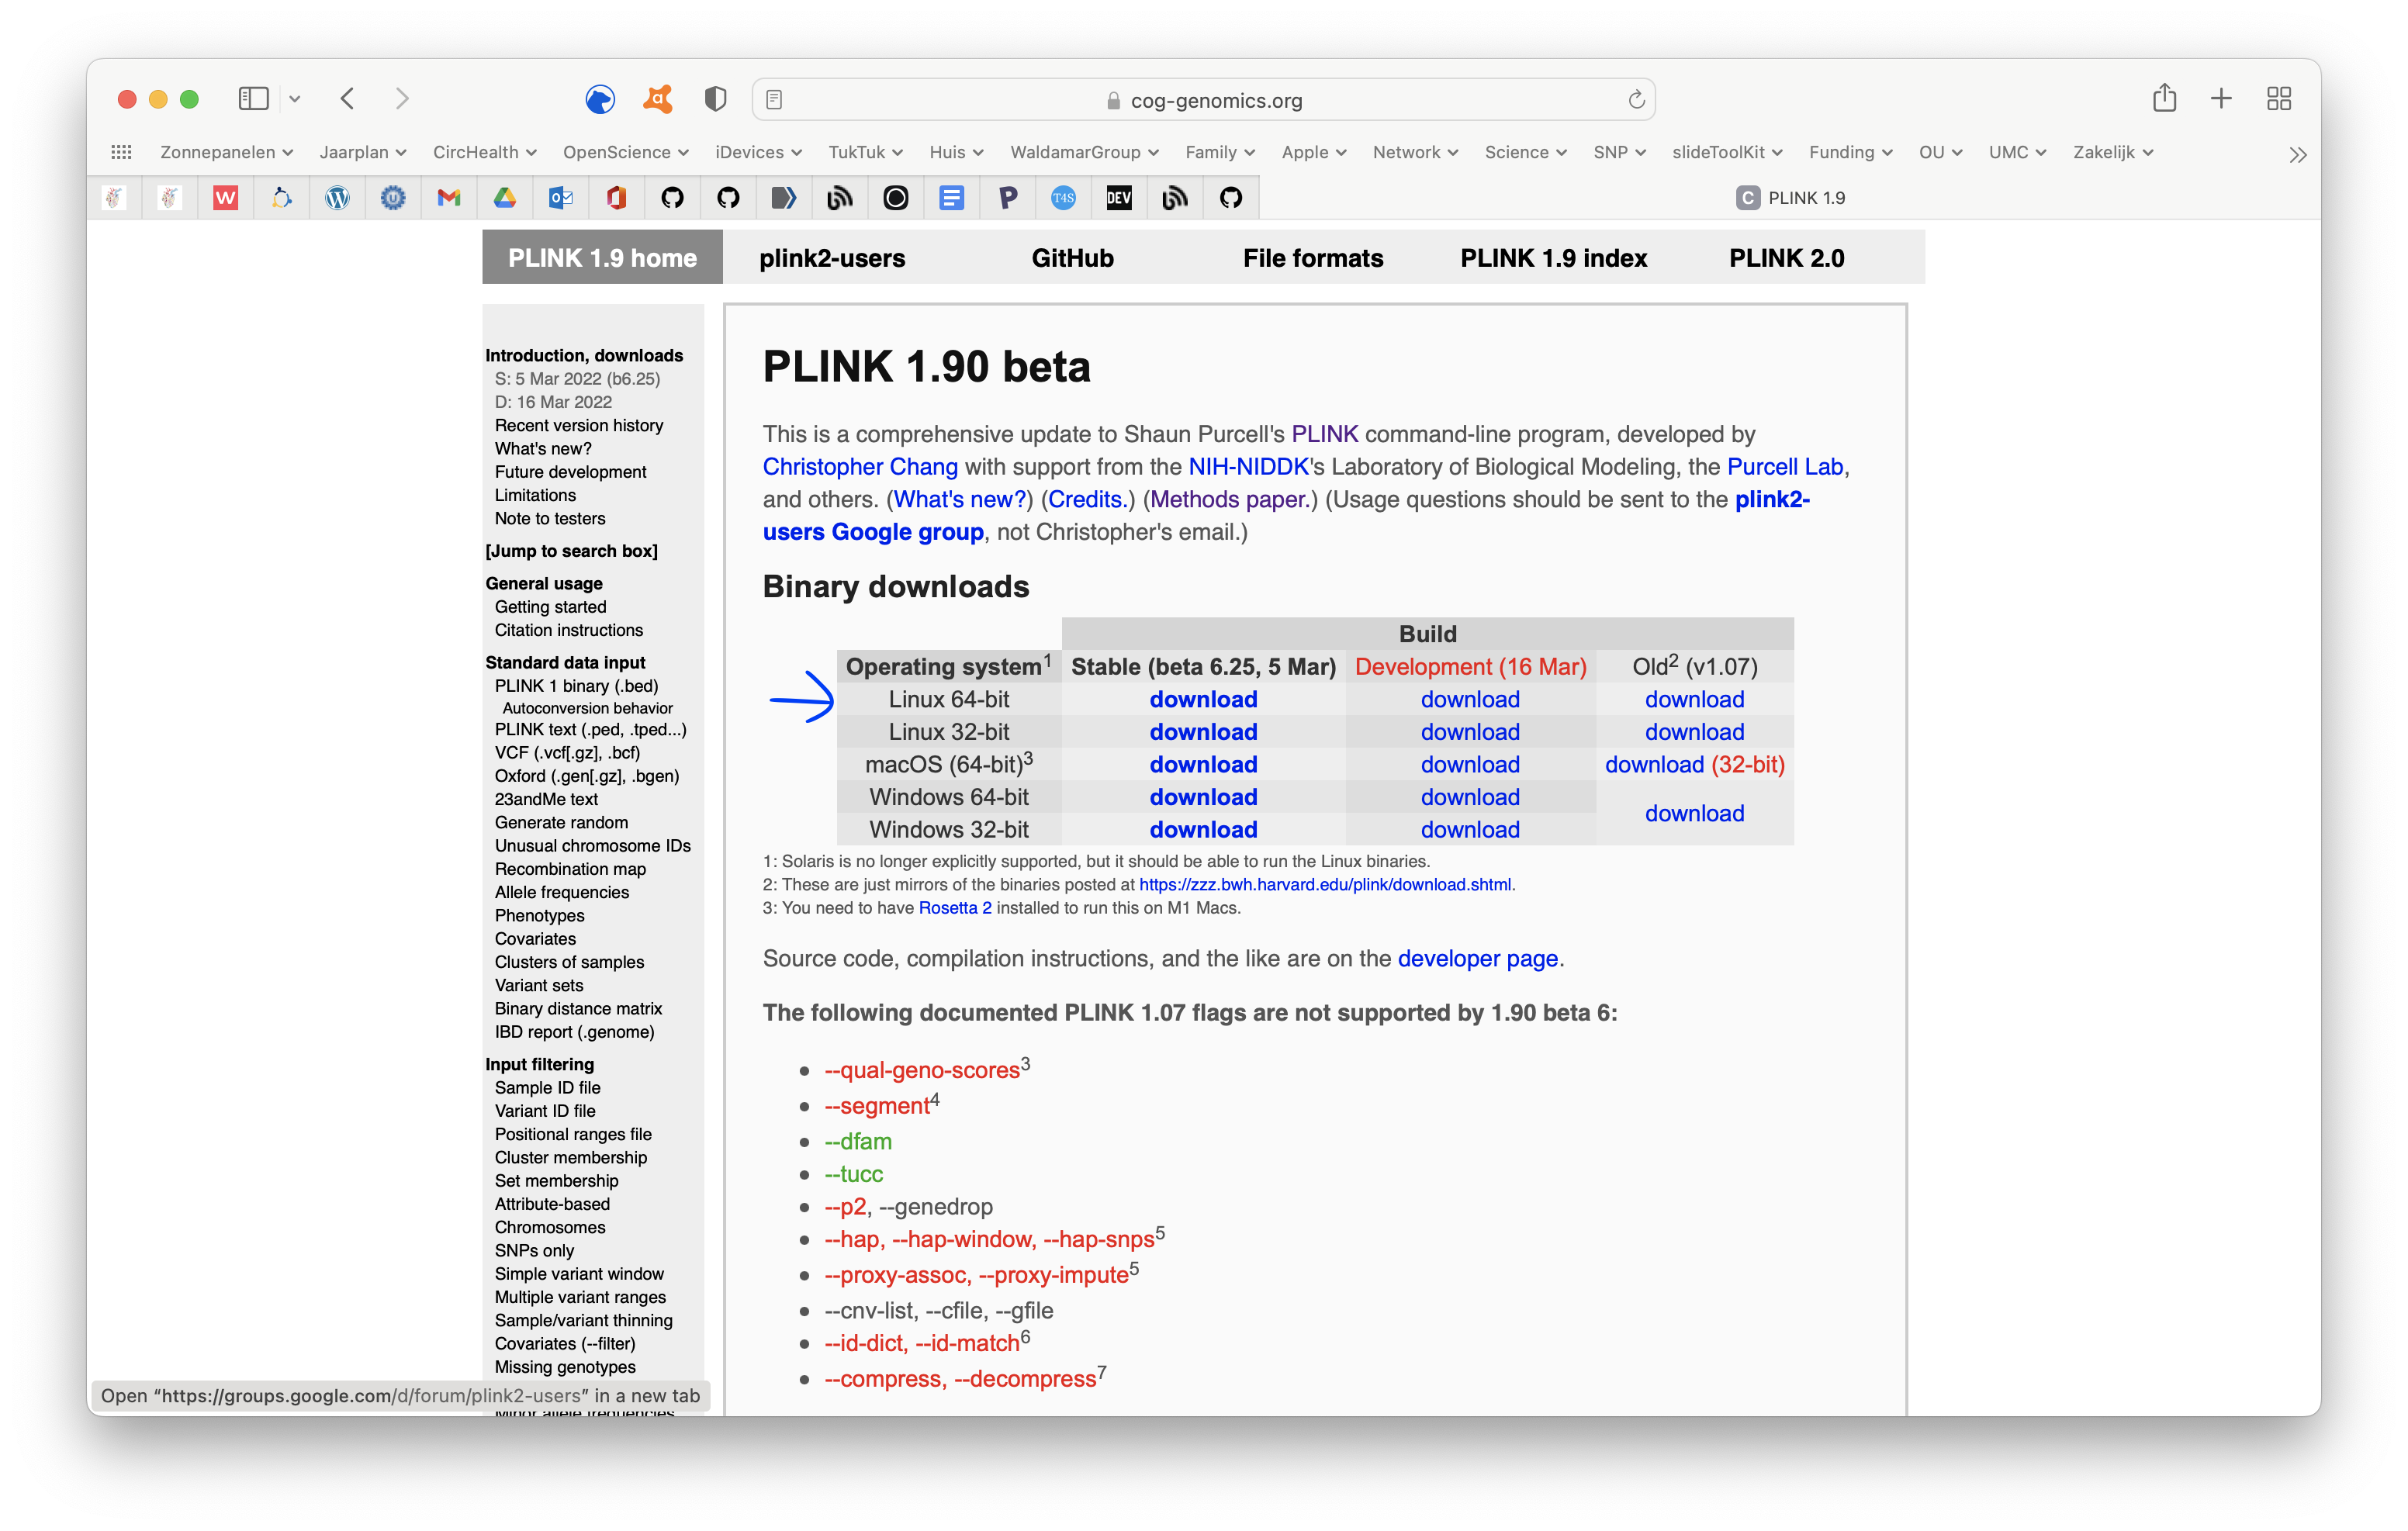 cog-genomics.org
Zonnepanelen Jaarplan CircHealth OpenScience iDevices TukTuk Huis WaldamarGroup Family Apple Network Science SNP slideToolKit Funding OU UMC Zakelijk
W U T4S DEV C PLINK 1.9
PLINK 1.9 home plink2-users GitHub File formats PLINK 1.9 index PLINK 2.0
Introduction, downloads
S: 5 Mar 2022 (b6.25)
D: 16 Mar 2022
Recent version history
What's new?
Future development
Limitations
Note to testers
[Jump to search box]
General usage
Getting started
Citation instructions
Standard data input
PLINK 1 binary (.bed)
Autoconversion behavior
PLINK text (.ped, .tped...)
VCF (.vcf[.gz], .bcf)
Oxford (.gen[.gz], .bgen)
23andMe text
Generate random
Unusual chromosome IDs
Recombination map
Allele frequencies
Phenotypes
Covariates
Clusters of samples
Variant sets
Binary distance matrix
IBD report (.genome)
Input filtering
Sample ID file
Variant ID file
Positional ranges file
Cluster membership
Set membership
Attribute-based
Chromosomes
SNPs only
Simple variant window
Multiple variant ranges
Sample/variant thinning
Covariates (--filter)
Missing genotypes
Minor allele frequencies
Open “https://groups.google.com/d/forum/plink2-users” in a new tab
PLINK 1.90 beta
This is a comprehensive update to Shaun Purcell's PLINK command-line program, developed by
Christopher Chang with support from the NIH-NIDDK's Laboratory of Biological Modeling, the Purcell Lab,
and others. (What's new?) (Credits.) (Methods paper.) (Usage questions should be sent to the plink2-
users Google group, not Christopher's email.)
Binary downloads
Build
Operating system1 Stable (beta 6.25, 5 Mar) Development (16 Mar) Old2 (v1.07)
Linux 64-bit download download download
Linux 32-bit download download download
macOS (64-bit)3 download download download (32-bit)
Windows 64-bit download download
download
Windows 32-bit download download
1: Solaris is no longer explicitly supported, but it should be able to run the Linux binaries.
2: These are just mirrors of the binaries posted at https://zzz.bwh.harvard.edu/plink/download.shtml.
3: You need to have Rosetta 2 installed to run this on M1 Macs.
Source code, compilation instructions, and the like are on the developer page.
The following documented PLINK 1.07 flags are not supported by 1.90 beta 6:
--qual-geno-scores3
--segment4
--dfam
--tucc
--p2, --genedrop
--hap, --hap-window, --hap-snps5
--proxy-assoc, --proxy-impute5
--cnv-list, --cfile, --gfile
--id-dict, --id-match6
--compress, --decompress7